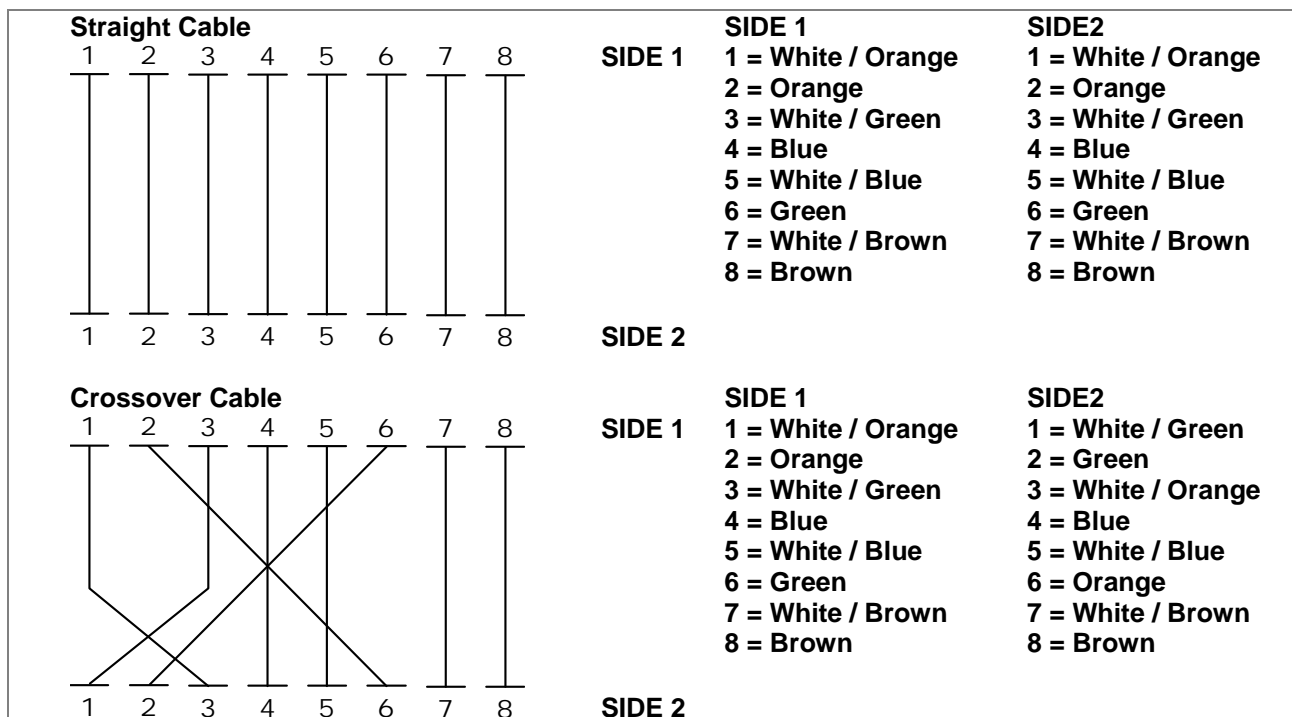 Straight Cable SIDE 1 SIDE2
1 2 3 4 5 6 7 8 SIDE 1 1 = White / Orange 1 = White / Orange
2 = Orange 2 = Orange
3 = White / Green 3 = White / Green
4 = Blue 4 = Blue
5 = White / Blue 5 = White / Blue
6 = Green 6 = Green
7 = White / Brown 7 = White / Brown
8 = Brown 8 = Brown
1 2 3 4 5 6 7 8 SIDE 2
Crossover Cable SIDE 1 SIDE2
1 2 3 4 5 6 7 8 SIDE 1 1 = White / Orange 1 = White / Green
2 = Orange 2 = Green
3 = White / Green 3 = White / Orange
4 = Blue 4 = Blue
5 = White / Blue 5 = White / Blue
6 = Green 6 = Orange
7 = White / Brown 7 = White / Brown
8 = Brown 8 = Brown
1 2 3 4 5 6 7 8 SIDE 2